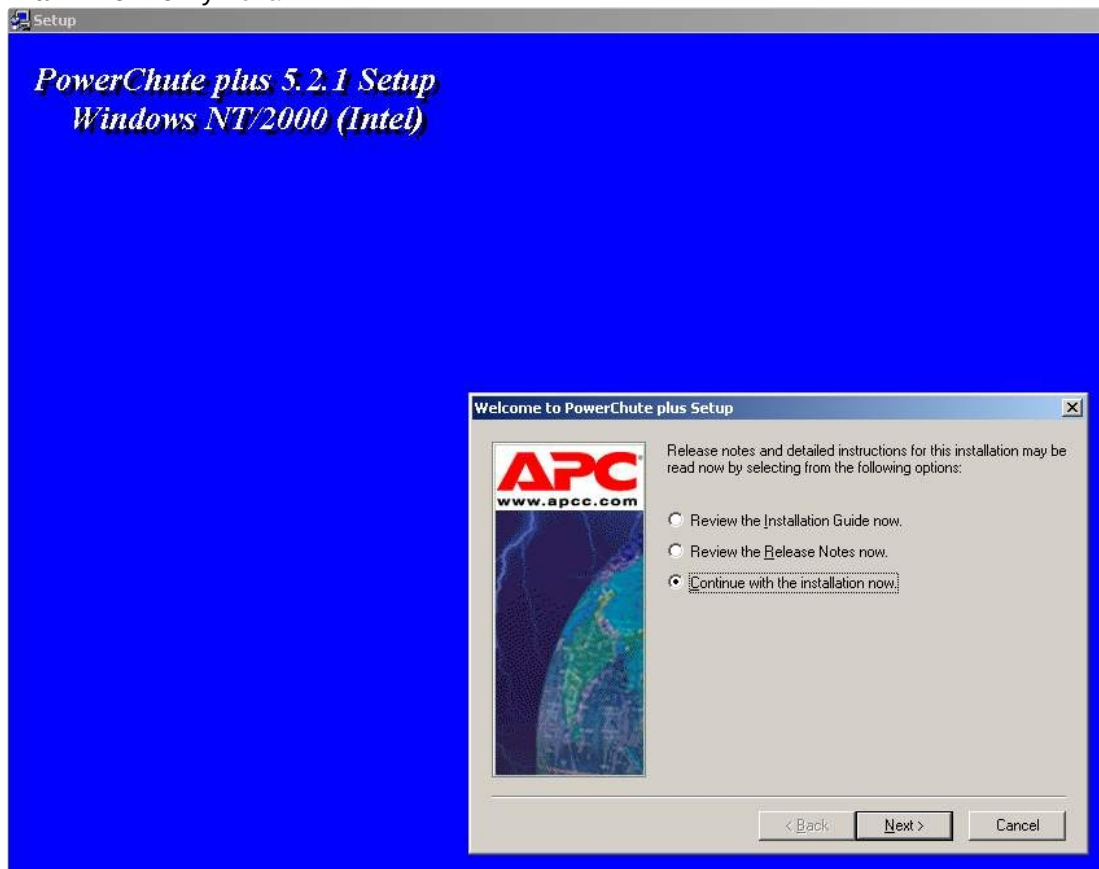 Setup
PowerChute plus 5.2.1 Setup
Windows NT/2000 (Intel)
Welcome to PowerChute plus Setup
APC
www.apcc.com
Release notes and detailed instructions for this installation may be
read now by selecting from the following options:
Review the Installation Guide now.
Review the Release Notes now.
Continue with the installation now.
< Back
Next >
Cancel